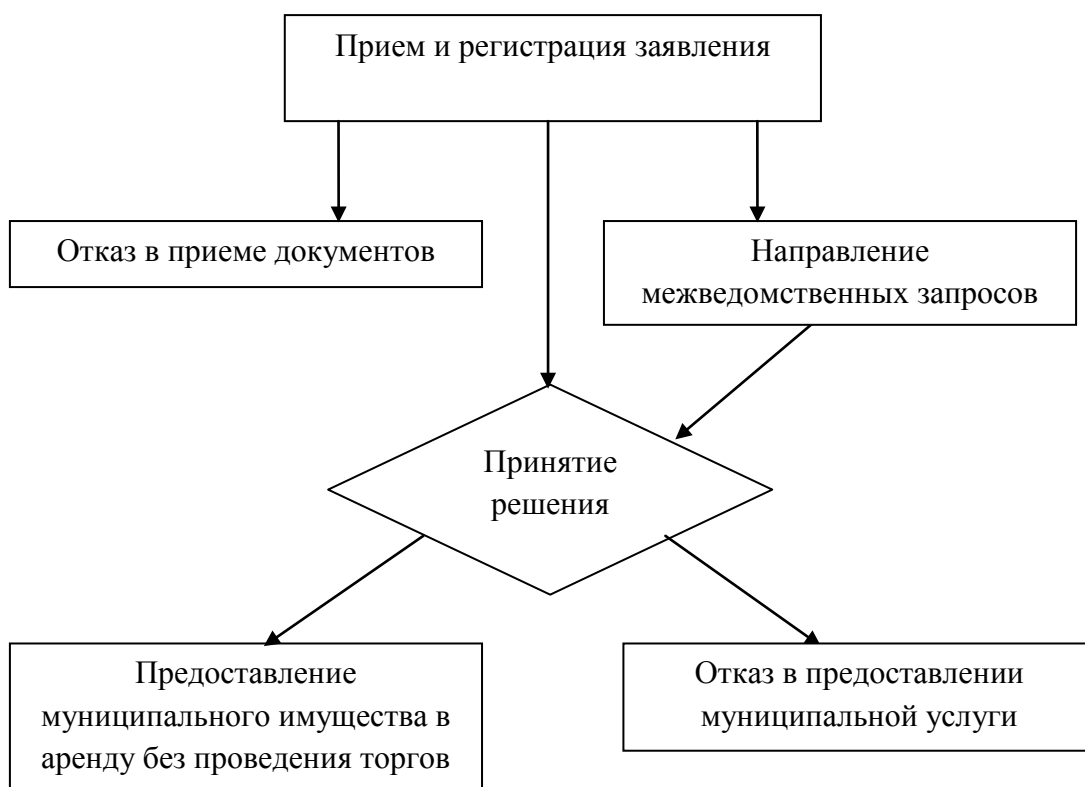 Прием и регистрация заявления
Отказ в приеме документов
Направление
межведомственных запросов
Принятие
решения
Предоставление
муниципального имущества в
аренду без проведения торгов
Отказ в предоставлении
муниципальной услуги